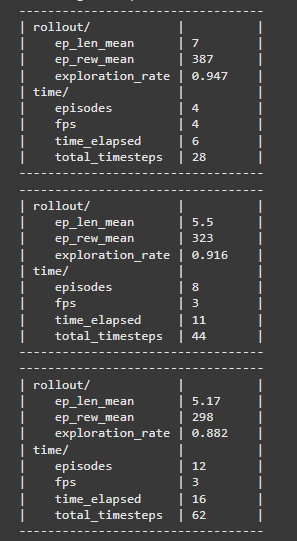 ----------------------------------
| rollout/            |          |
|    ep_len_mean      | 7        |
|    ep_rew_mean      | 387      |
|    exploration_rate | 0.947    |
| time/               |          |
|    episodes         | 4        |
|    fps              | 4        |
|    time_elapsed     | 6        |
|    total_timesteps  | 28       |
----------------------------------
----------------------------------
| rollout/            |          |
|    ep_len_mean      | 5.5      |
|    ep_rew_mean      | 323      |
|    exploration_rate | 0.916    |
| time/               |          |
|    episodes         | 8        |
|    fps              | 3        |
|    time_elapsed     | 11       |
|    total_timesteps  | 44       |
----------------------------------
----------------------------------
| rollout/            |          |
|    ep_len_mean      | 5.17     |
|    ep_rew_mean      | 298      |
|    exploration_rate | 0.882    |
| time/               |          |
|    episodes         | 12       |
|    fps              | 3        |
|    time_elapsed     | 16       |
|    total_timesteps  | 62       |
----------------------------------